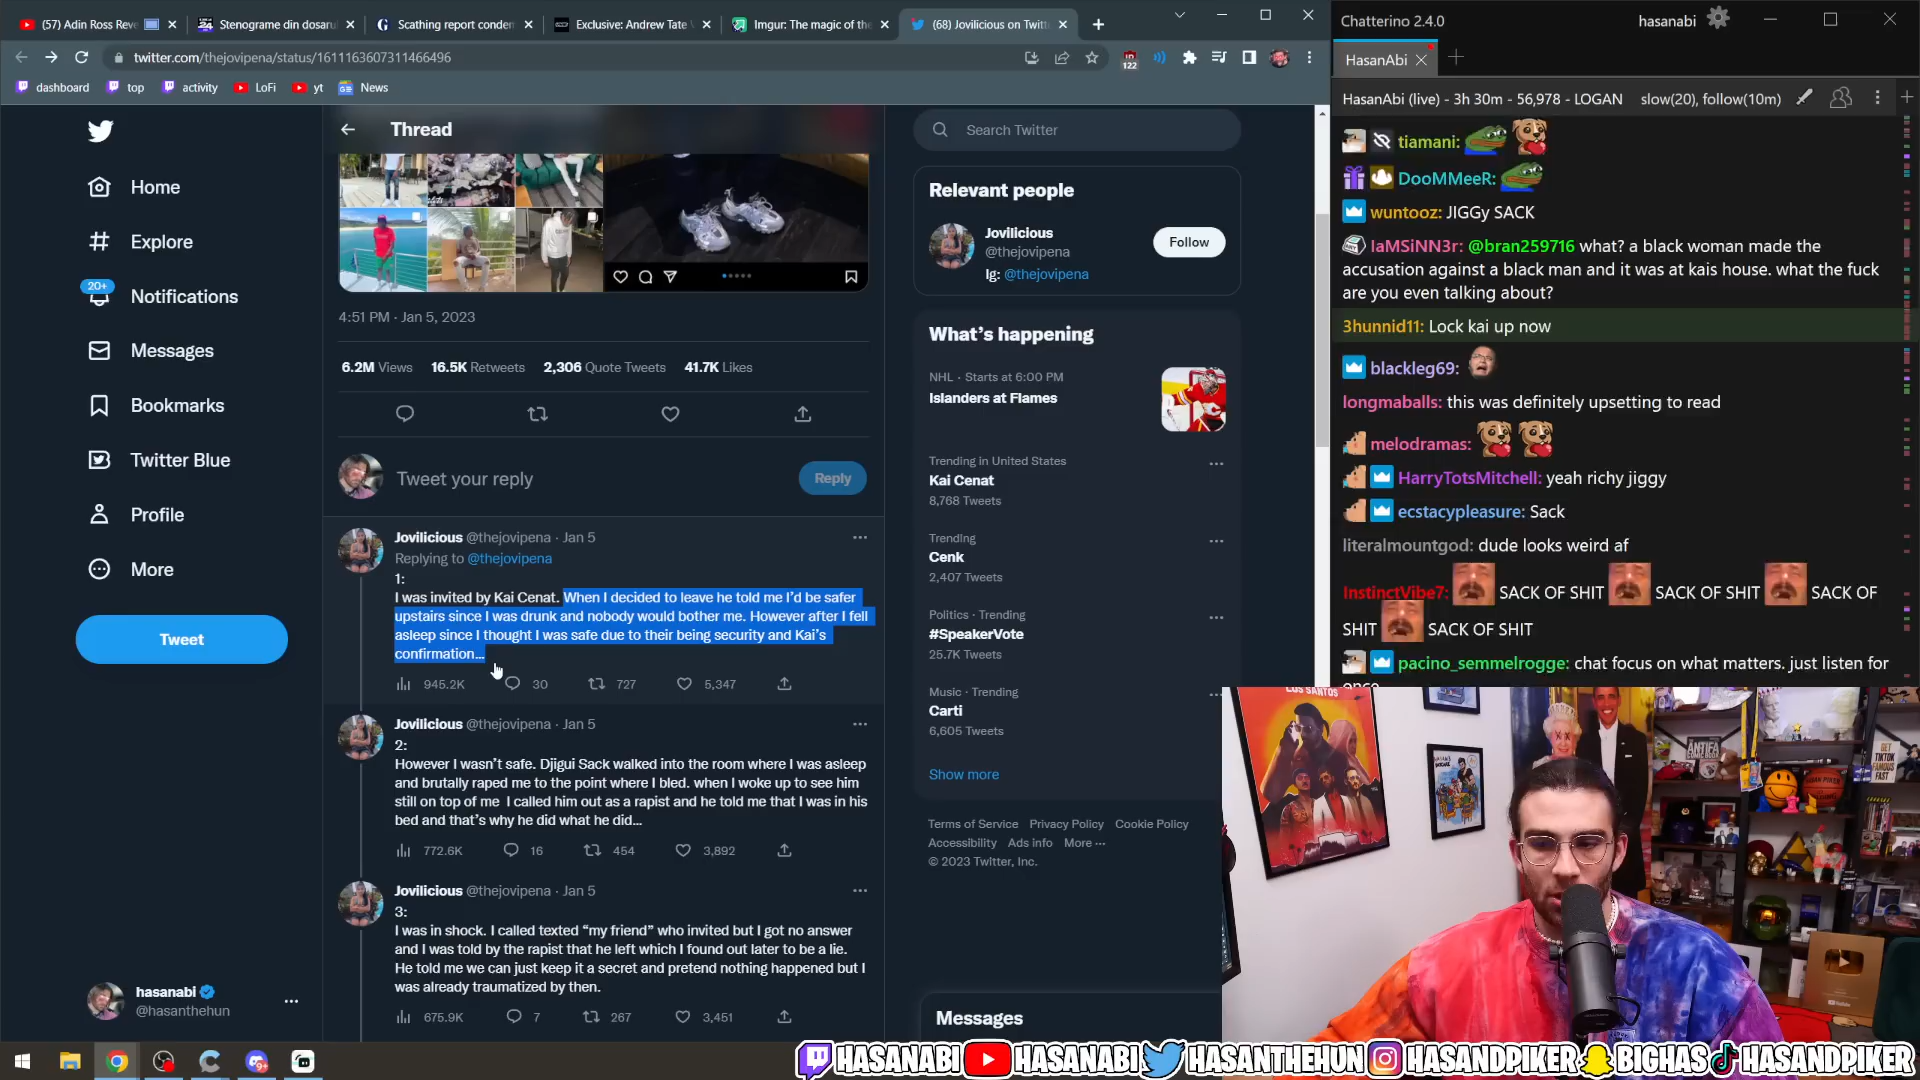 (57) Adin Ross Reve
Stenograme din dosaru
Scathing report conden
Exclusive: Andrew Tate
Imgur: The magic of the
(68) Jovilicious on Twitt
twitter.com/thejovipena/status/1611163607311466496
122
dashboard
top
activity
LoFi
yt
News
Home
Explore
20+
Notifications
Messages
Bookmarks
Twitter Blue
Profile
More
Tweet
hasanabi
@hasanthehun
Thread
4:51 PM · Jan 5, 2023
6.2M Views 16.5K Retweets 2,306 Quote Tweets 41.7K Likes
Tweet your reply
Reply
Jovilicious @thejovipena · Jan 5
Replying to @thejovipena
1:
I was invited by Kai Cenat. When I decided to leave he told me I'd be safer
upstairs since I was drunk and nobody would bother me. However after I fell
asleep since I thought I was safe due to their being security and Kai's
confirmation...
945.2K 30 727 5,347
Jovilicious @thejovipena · Jan 5
2:
However I wasn't safe. Djigui Sack walked into the room where I was asleep
and brutally raped me to the point where I bled. when I woke up to see him
still on top of me I called him out as a rapist and he told me that I was in his
bed and that's why he did what he did...
772.6K 16 454 3,892
Jovilicious @thejovipena · Jan 5
3:
I was in shock. I called texted "my friend" who invited but I got no answer
and I was told by the rapist that he left which I found out later to be a lie.
He told me we can just keep it a secret and pretend nothing happened but I
was already traumatized by then.
675.9K 7 267 3,451
Search Twitter
Relevant people
Jovilicious
@thejovipena
Ig: @thejovipena
Follow
What's happening
NHL · Starts at 6:00 PM
Islanders at Flames
Trending in United States
Kai Cenat
8,768 Tweets
Trending
Cenk
2,407 Tweets
Politics · Trending
#SpeakerVote
25.7K Tweets
Music · Trending
Carti
6,605 Tweets
Show more
Terms of Service Privacy Policy Cookie Policy
Accessibility Ads info More ...
© 2023 Twitter, Inc.
Messages
Chatterino 2.4.0
hasanabi
HasanAbi
HasanAbi (live) - 3h 30m - 56,978 - LOGAN slow(20), follow(10m)
tiamani:
DooMMeeR:
wuntooz: JIGGy SACK
IaMSiNN3r: @bran259716 what? a black woman made the
accusation against a black man and it was at kais house. what the fuck
are you even talking about?
3hunnid11: Lock kai up now
blackleg69:
longmaballs: this was definitely upsetting to read
melodramas:
HarryTotsMitchell: yeah richy jiggy
ecstacypleasure: Sack
literalmountgod: dude looks weird af
InstinctVibe7: SACK OF SHIT SACK OF SHIT SACK OF
SHIT SACK OF SHIT
pacino_semmelrogge: chat focus on what matters. just listen for
once
LOS SANTOS
ANTIFA
GET
TIKTOK
FAMOUS
FAST
HASANABI HASANABI HASANTHEHUN HASANDPIKER BIGHAS HASANDPIKER